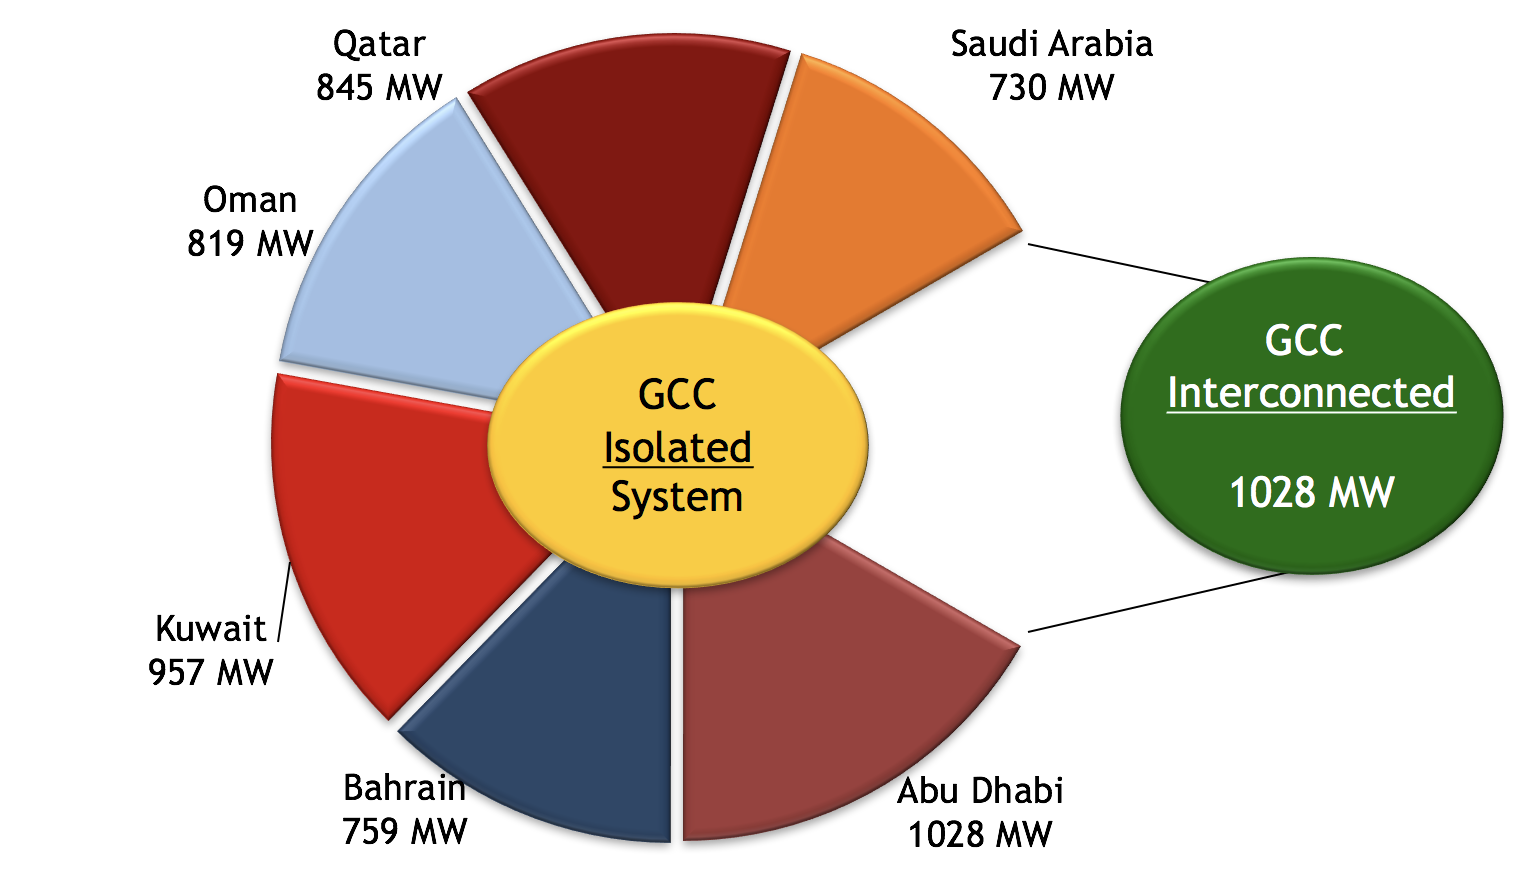 Qatar
845 MW
Saudi Arabia
730 MW
Oman
819 MW
GCC
Interconnected
1028 MW
GCC
Isolated
System
Kuwait
957 MW
Bahrain
759 MW
Abu Dhabi
1028 MW